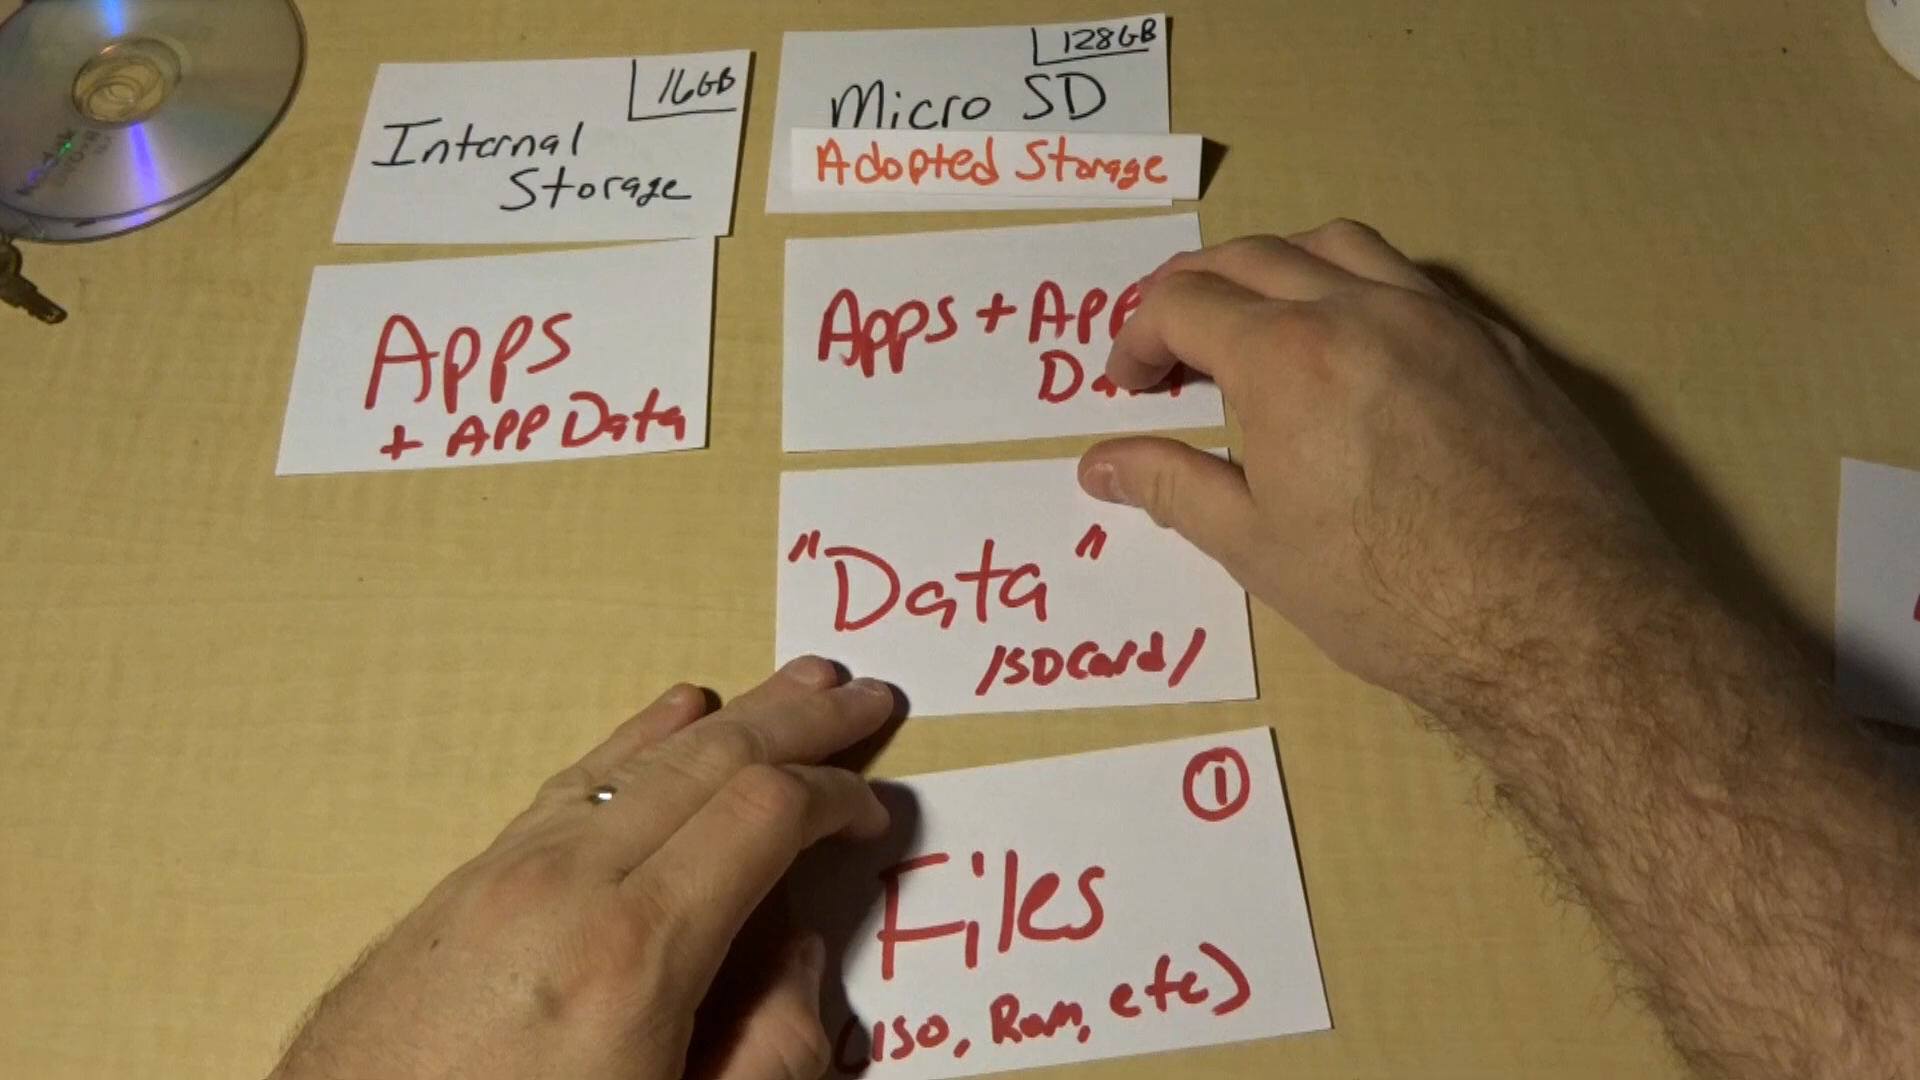 16GB
Internal
Storage
Apps
+ APP Data
128GB
Micro SD
Adopted Storage
Apps + App
Data
"Data"
/SDCard/
1
Files
(ISO, Rom, etc)